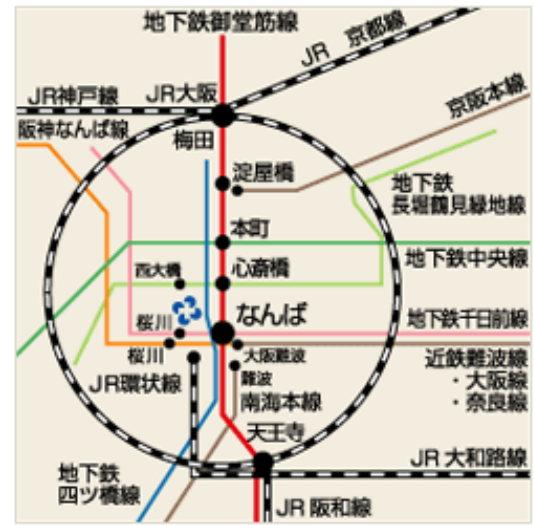 地下鉄御堂筋線
JR 京都線
JR神戸線
JR大阪
京阪本線
阪神なんば線
梅田
淀屋橋
地下鉄
長堀鶴見緑地線
本町
地下鉄中央線
西大橋
心斎橋
なんば
地下鉄千日前線
桜川
桜川
大阪難波
近鉄難波線
・大阪線
・奈良線
難波
JR環状線
南海本線
天王寺
JR 大和路線
地下鉄
四ツ橋線
JR 阪和線